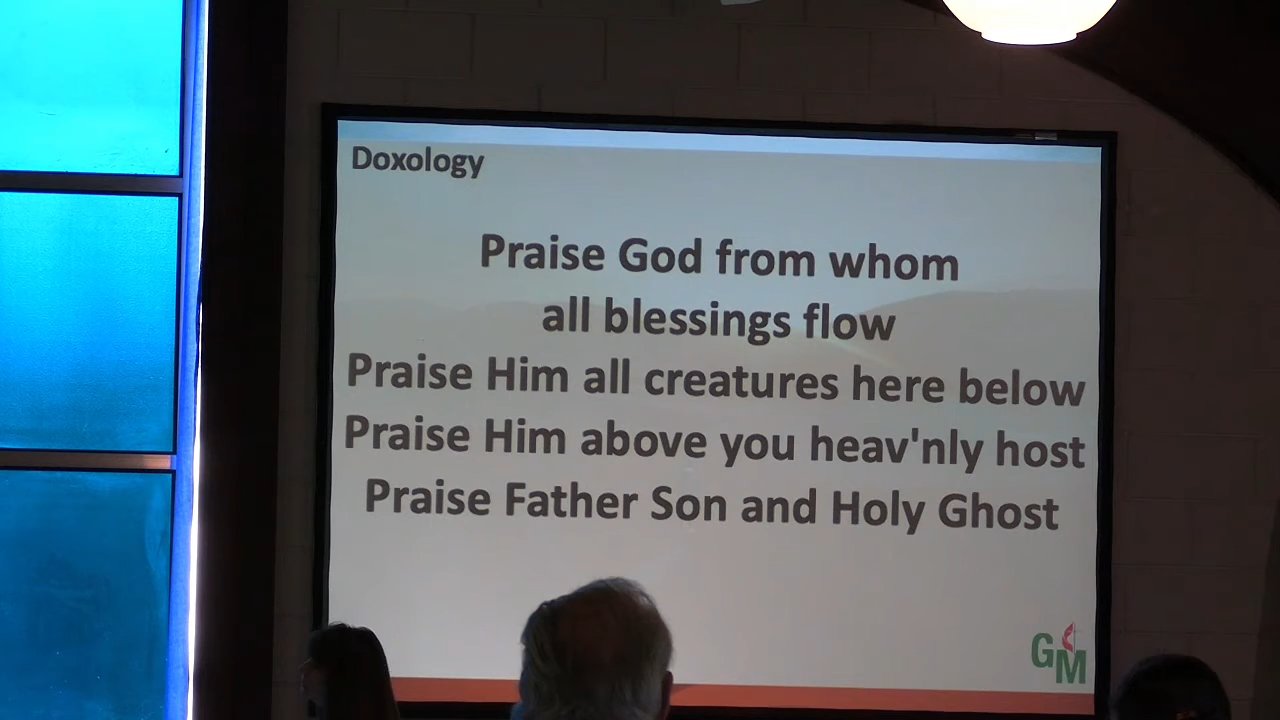 Doxology
Praise God from whom
all blessings flow
Praise Him all creatures here below
Praise Him above you heav'nly host
Praise Father Son and Holy Ghost
GM